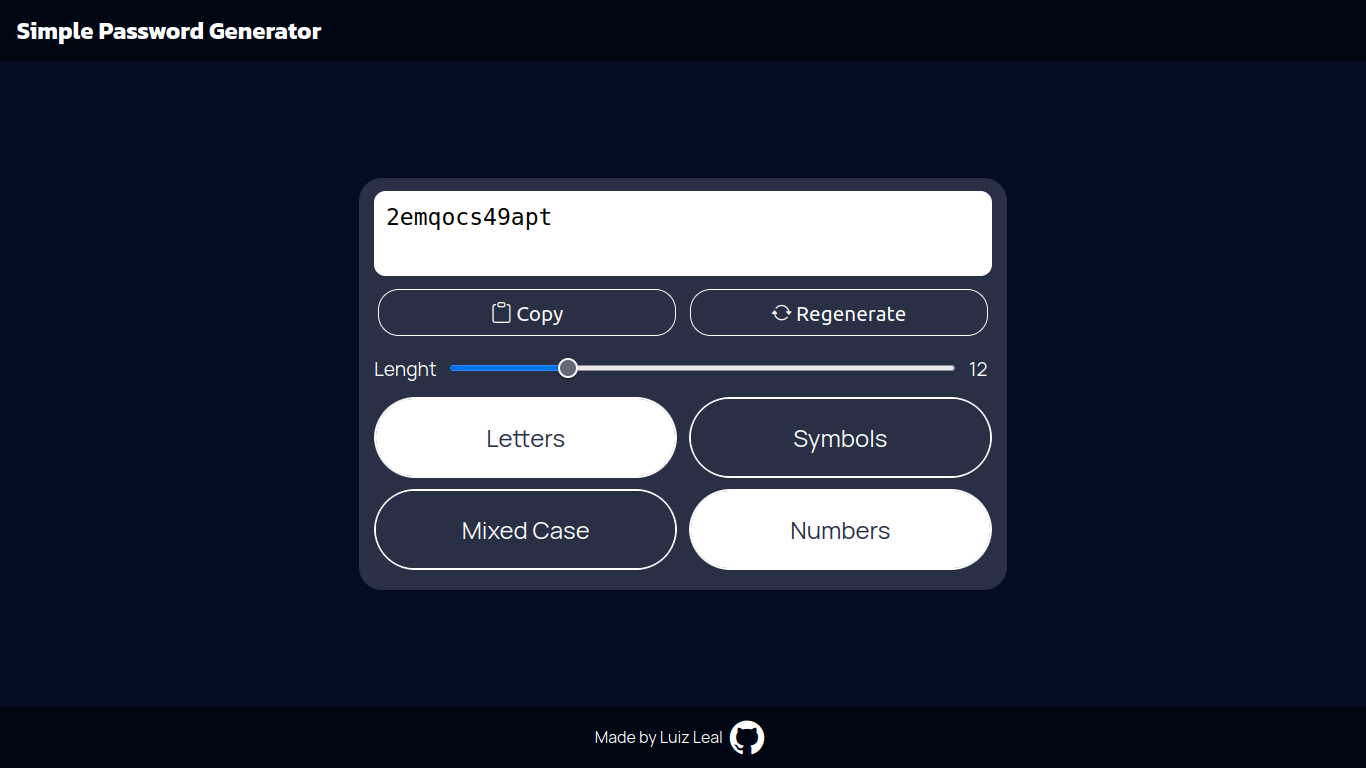 Simple Password Generator
2emqocs49apt
Copy
Regenerate
Lenght
12
Letters
Symbols
Mixed Case
Numbers
Made by Luiz Leal